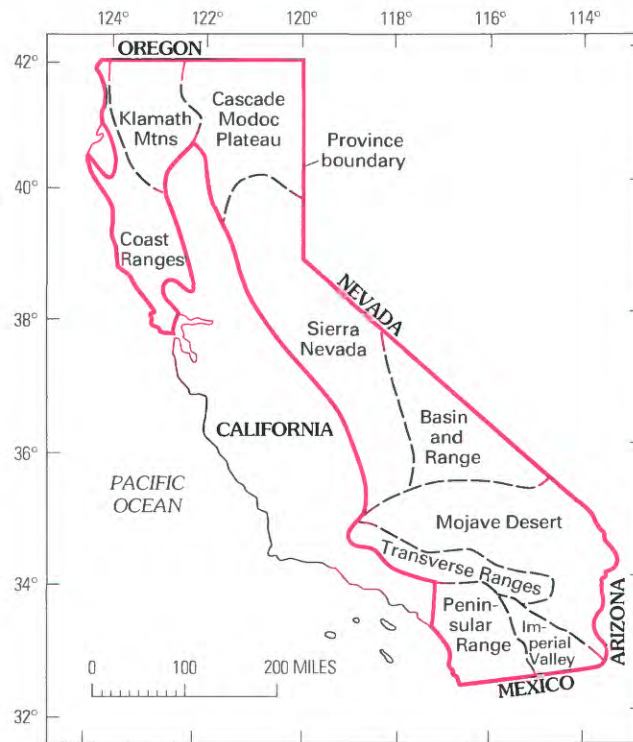 124° 122° 120° 118° 116° 114°
42°
OREGON
Klamath
Mtns
Cascade
Modoc
Plateau
Province
boundary
40°
Coast
Ranges
NEVADA
38°
Sierra
Nevada
CALIFORNIA
Basin
and
Range
36°
PACIFIC
OCEAN
Mojave Desert
Transverse Ranges
34°
Penin-
sular
Range
Im-
perial
Valley
ARIZONA
0 100 200 MILES
MEXICO
32°